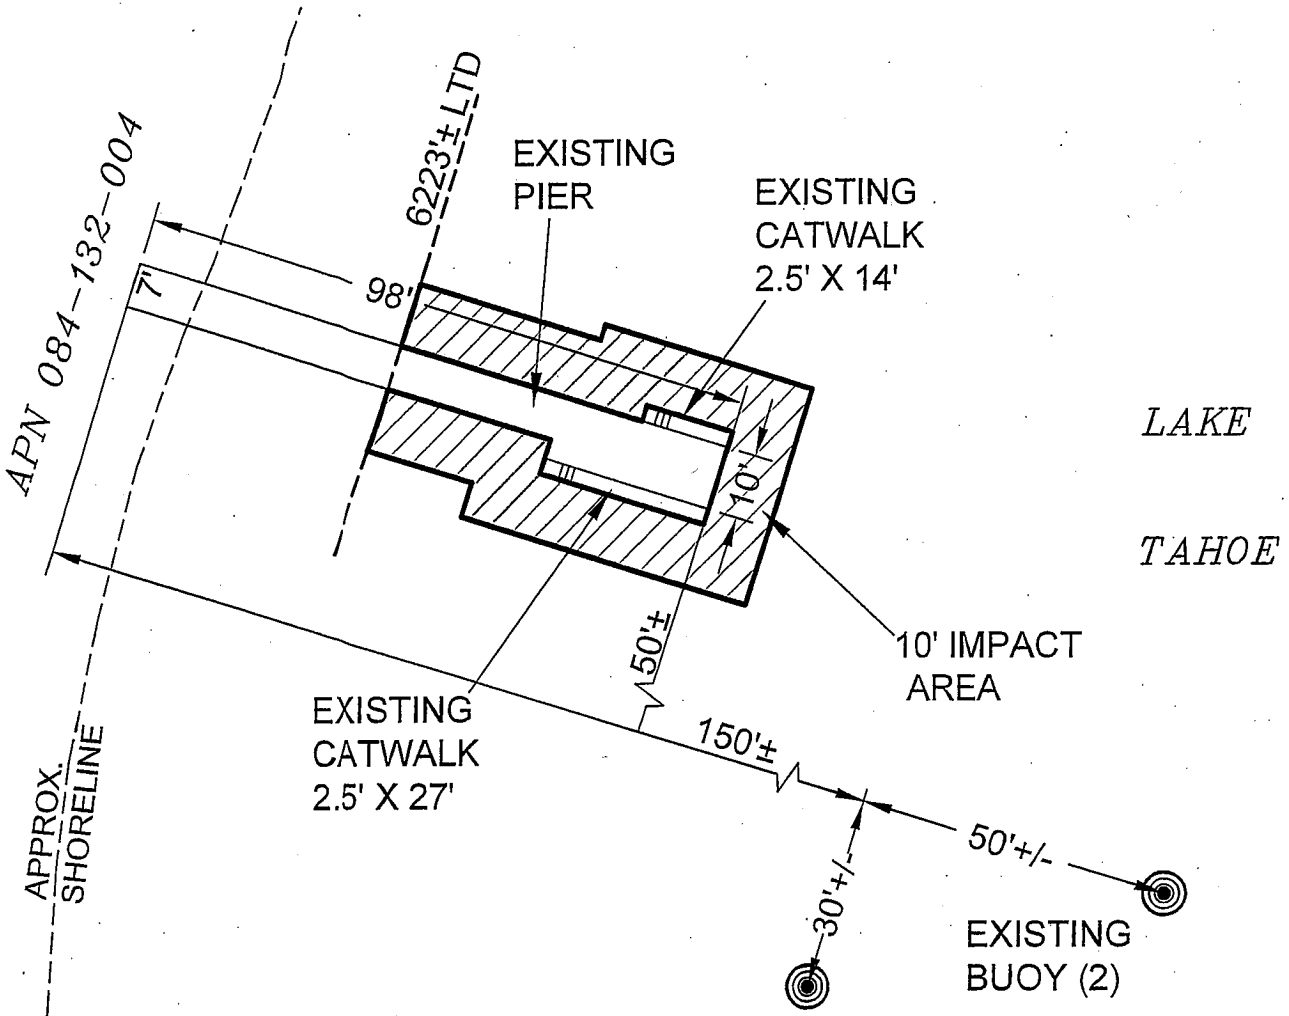 APN 084-132-004
6223'± LTD
EXISTING
PIER
EXISTING
CATWALK
2.5' X 14'
7'
98'
10'
LAKE
TAHOE
10' IMPACT
AREA
50'±
EXISTING
CATWALK
2.5' X 27'
150'±
APPROX.
SHORELINE
50'+/-
30'+/-
EXISTING
BUOY (2)